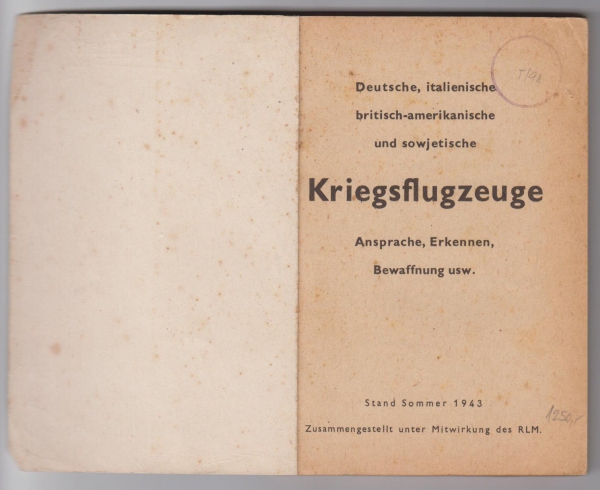 Deutsche, italienische
britisch-amerikanische
und sowjetische
Kriegsflugzeuge
Ansprache, Erkennen,
Bewaffnung usw.
Stand Sommer 1943
1250,-
Zusammengestellt unter Mitwirkung des RLM.